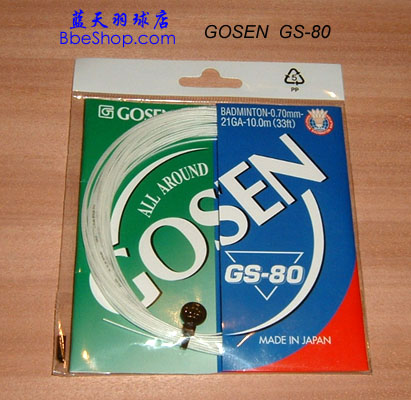 蓝天羽球店
BbeShop.com
GOSEN GS-80
5
PP
GOSEN
BADMINTON-0.70mm-
21GA-10.0m (33ft)
ALL AROUND
GOSEN
GS-80
MADE IN JAPAN